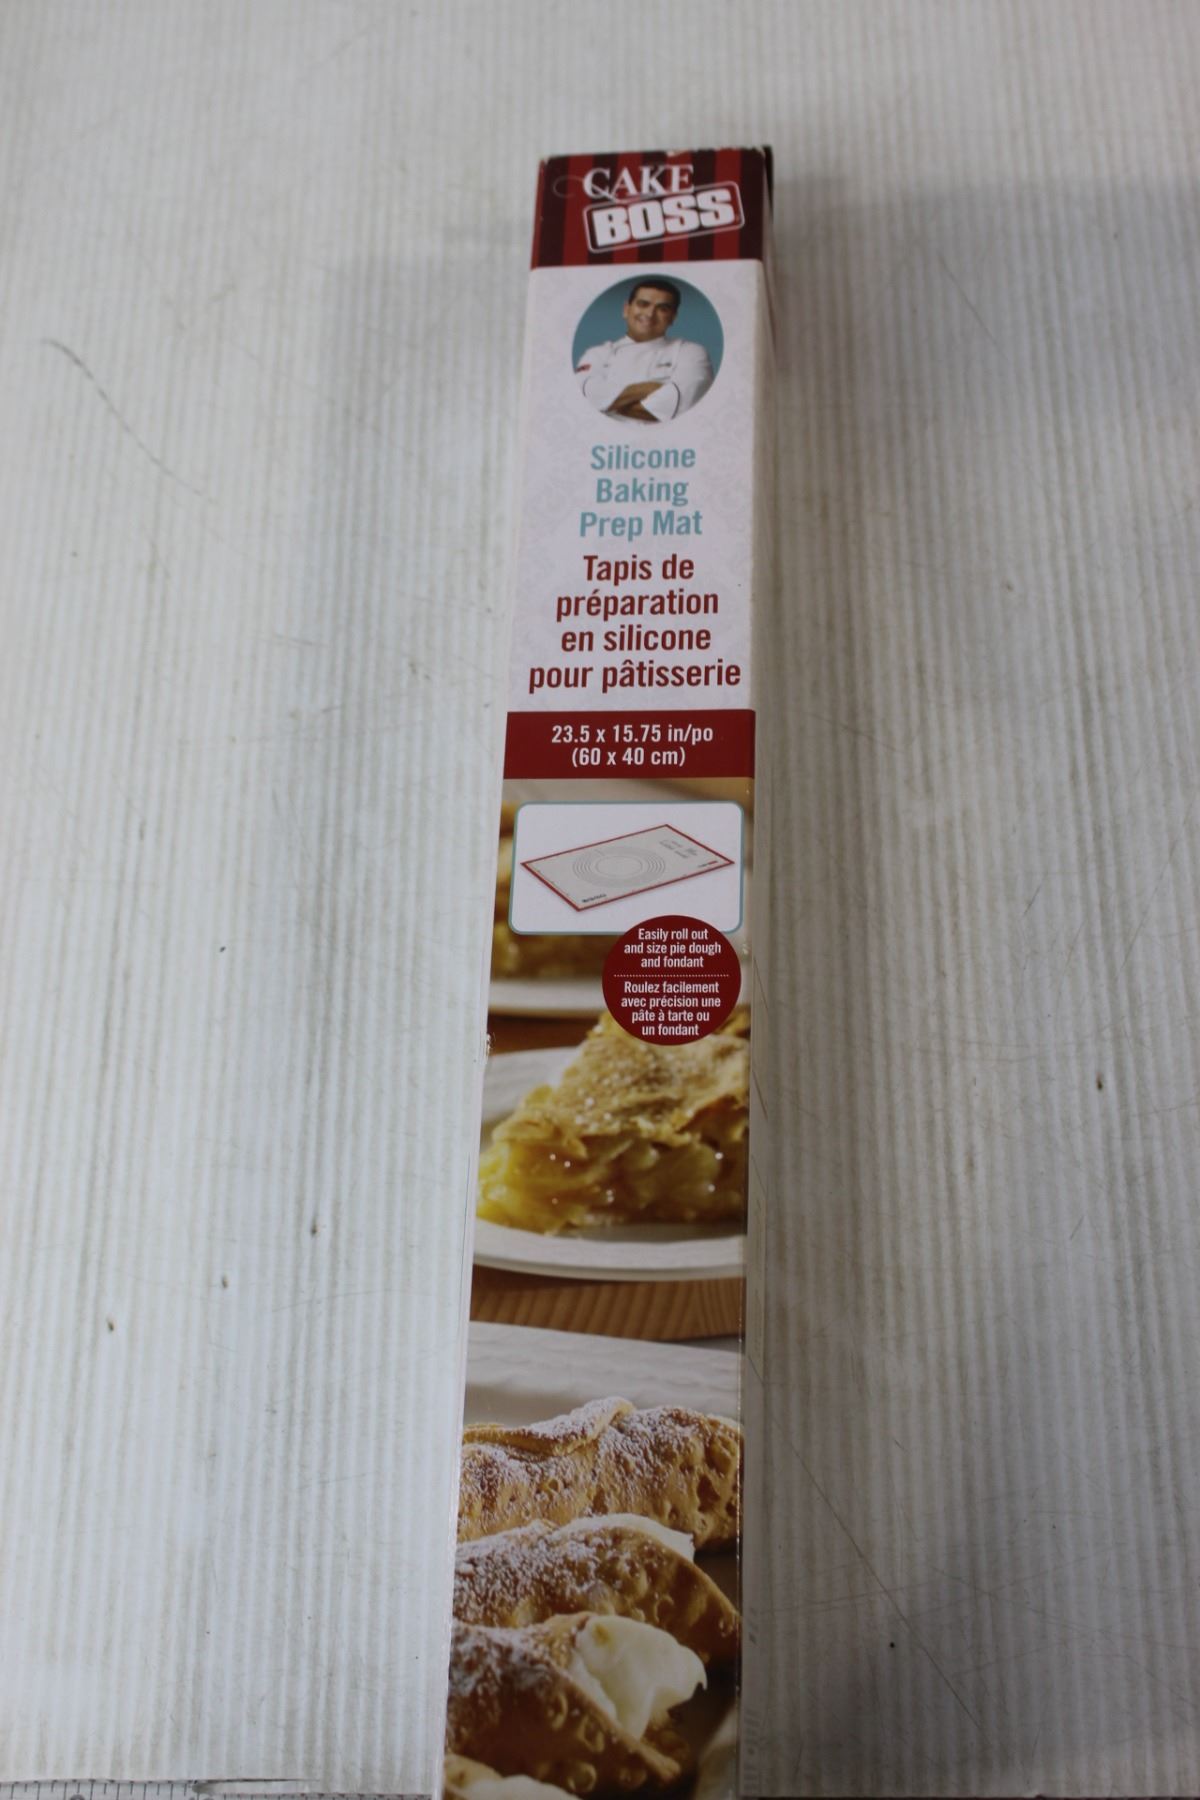 CAKE
BOSS
Silicone
Baking
Prep Mat
Tapis de
préparation
en silicone
pour pâtisserie
23.5 x 15.75 in/po
(60 x 40 cm)
Easily roll out
and size pie dough
and fondant
Roulez facilement
avec précision une
pâte à tarte ou
un fondant